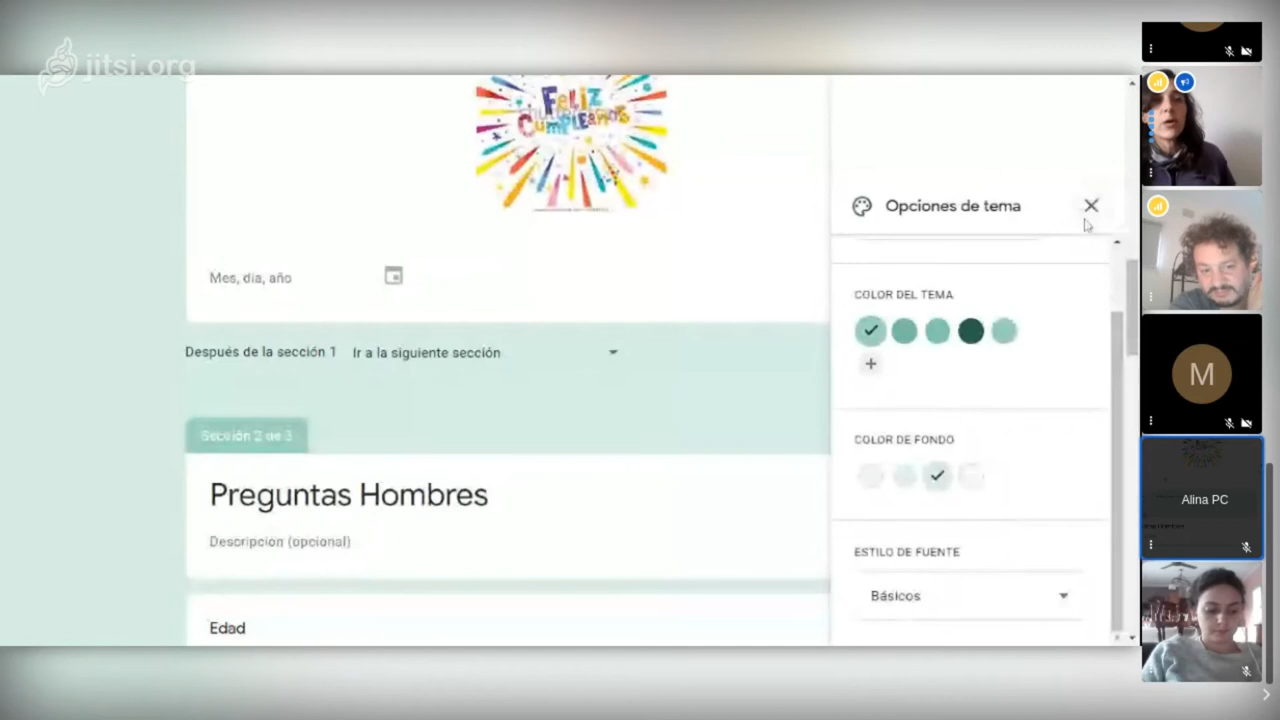 jitsi.org
FELIZ
CUMPLEAÑOS
Opciones de tema
Mes, día, año
COLOR DEL TEMA
Después de la sección 1 Ir a la siguiente sección
COLOR DE FONDO
Sección 2 de 3
Preguntas Hombres
Descripción (opcional)
ESTILO DE FUENTE
Básicos
Edad
M
Alina PC